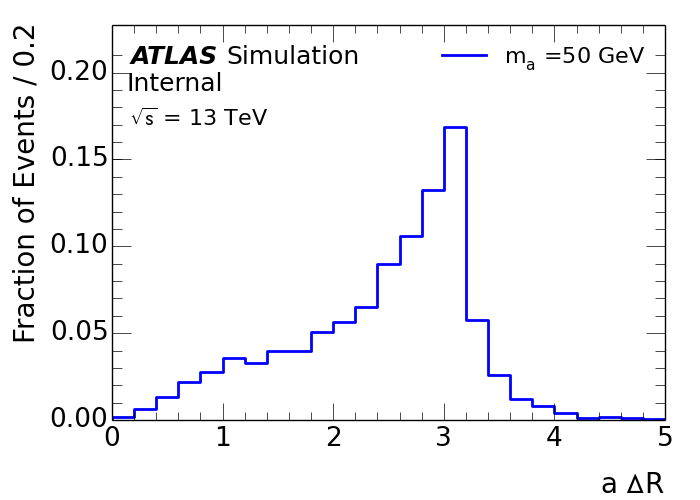 ATLAS Simulation
Internal
√s = 13 TeV
mₐ =50 GeV
Fraction of Events / 0.2
0.20
0.15
0.10
0.05
0.00
0 1 2 3 4 5
a ΔR